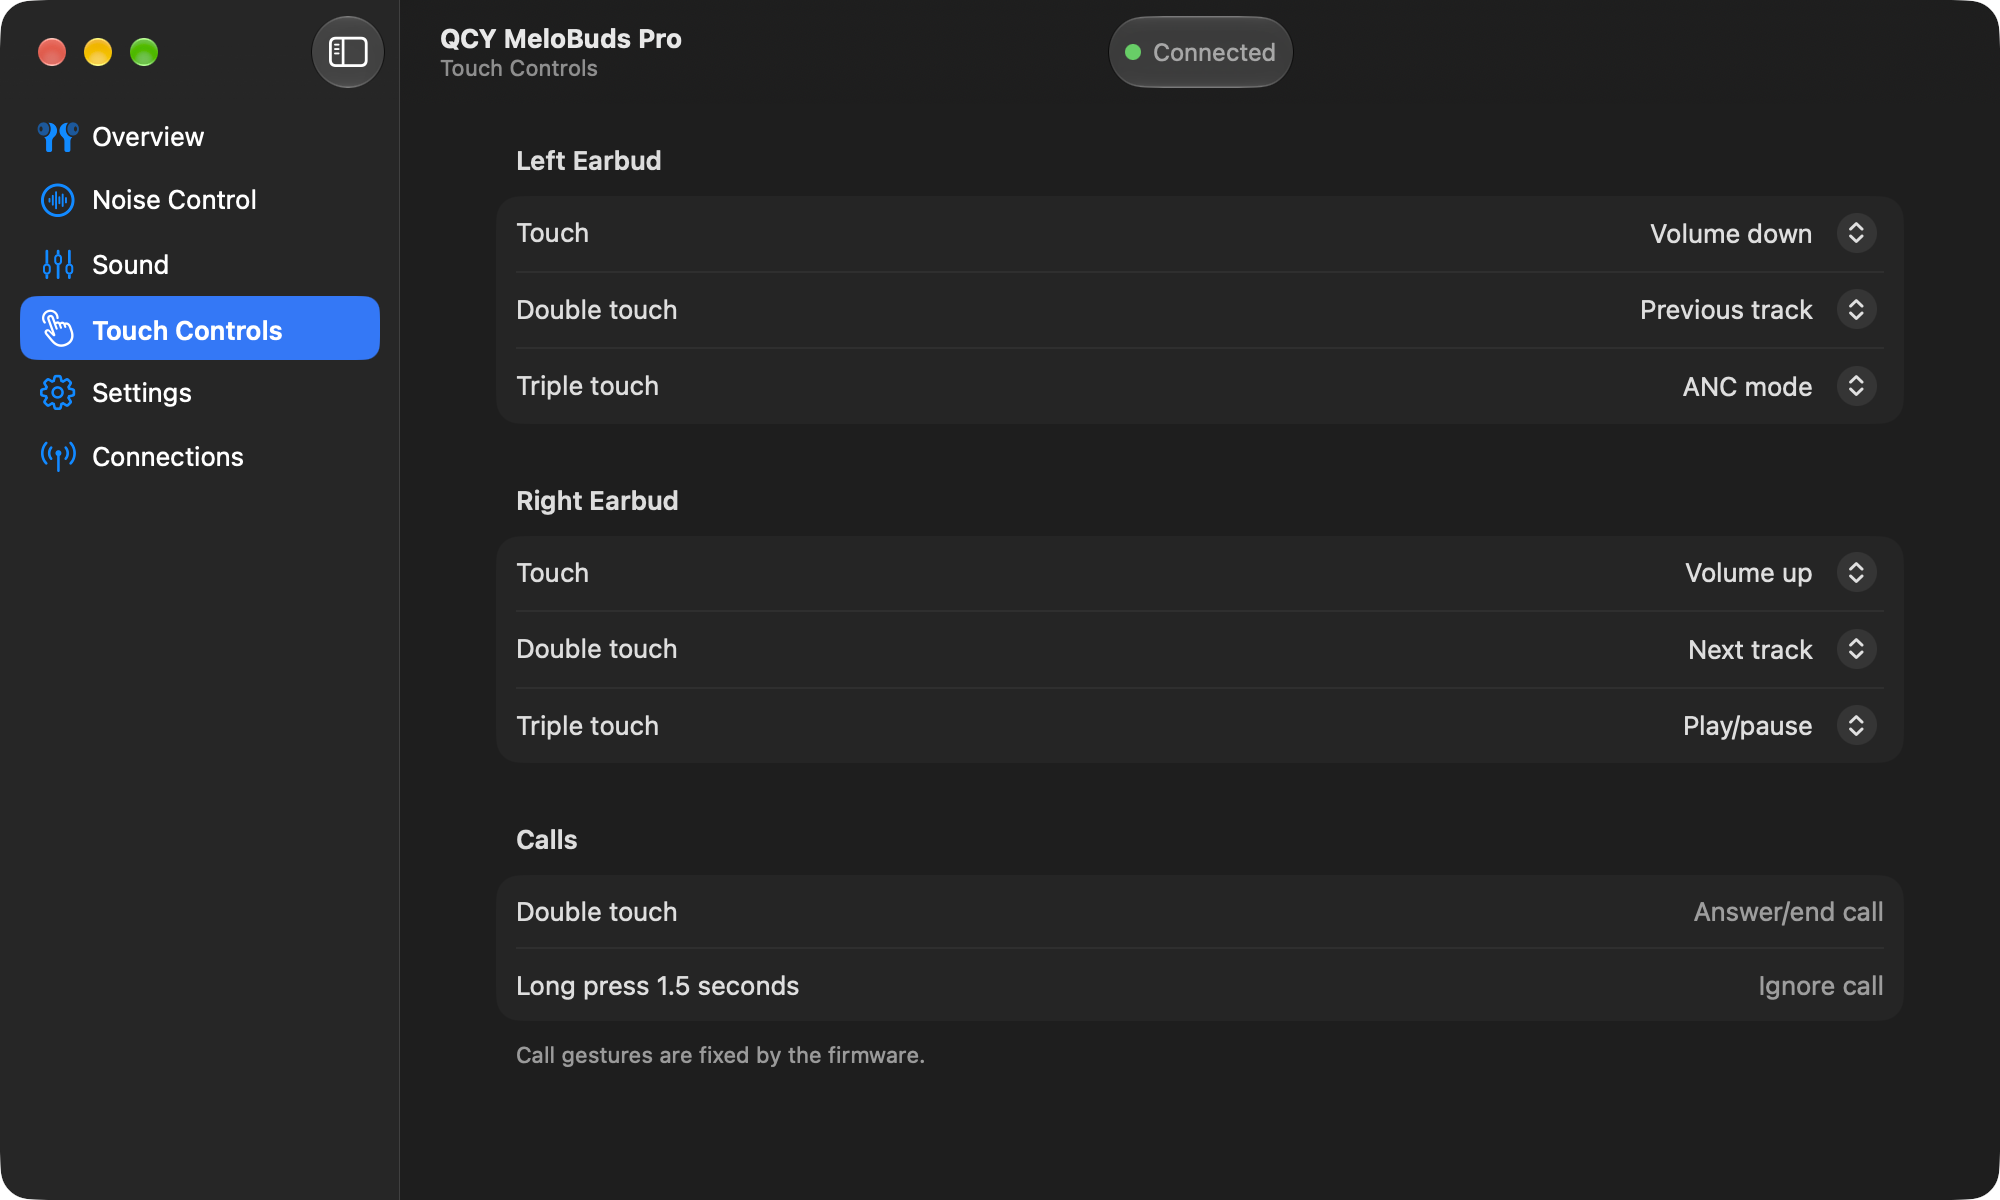 QCY MeloBuds Pro
Touch Controls
Connected
Overview
Noise Control
Sound
Touch Controls
Settings
Connections
Left Earbud
Touch Volume down
Double touch Previous track
Triple touch ANC mode
Right Earbud
Touch Volume up
Double touch Next track
Triple touch Play/pause
Calls
Double touch Answer/end call
Long press 1.5 seconds Ignore call
Call gestures are fixed by the firmware.